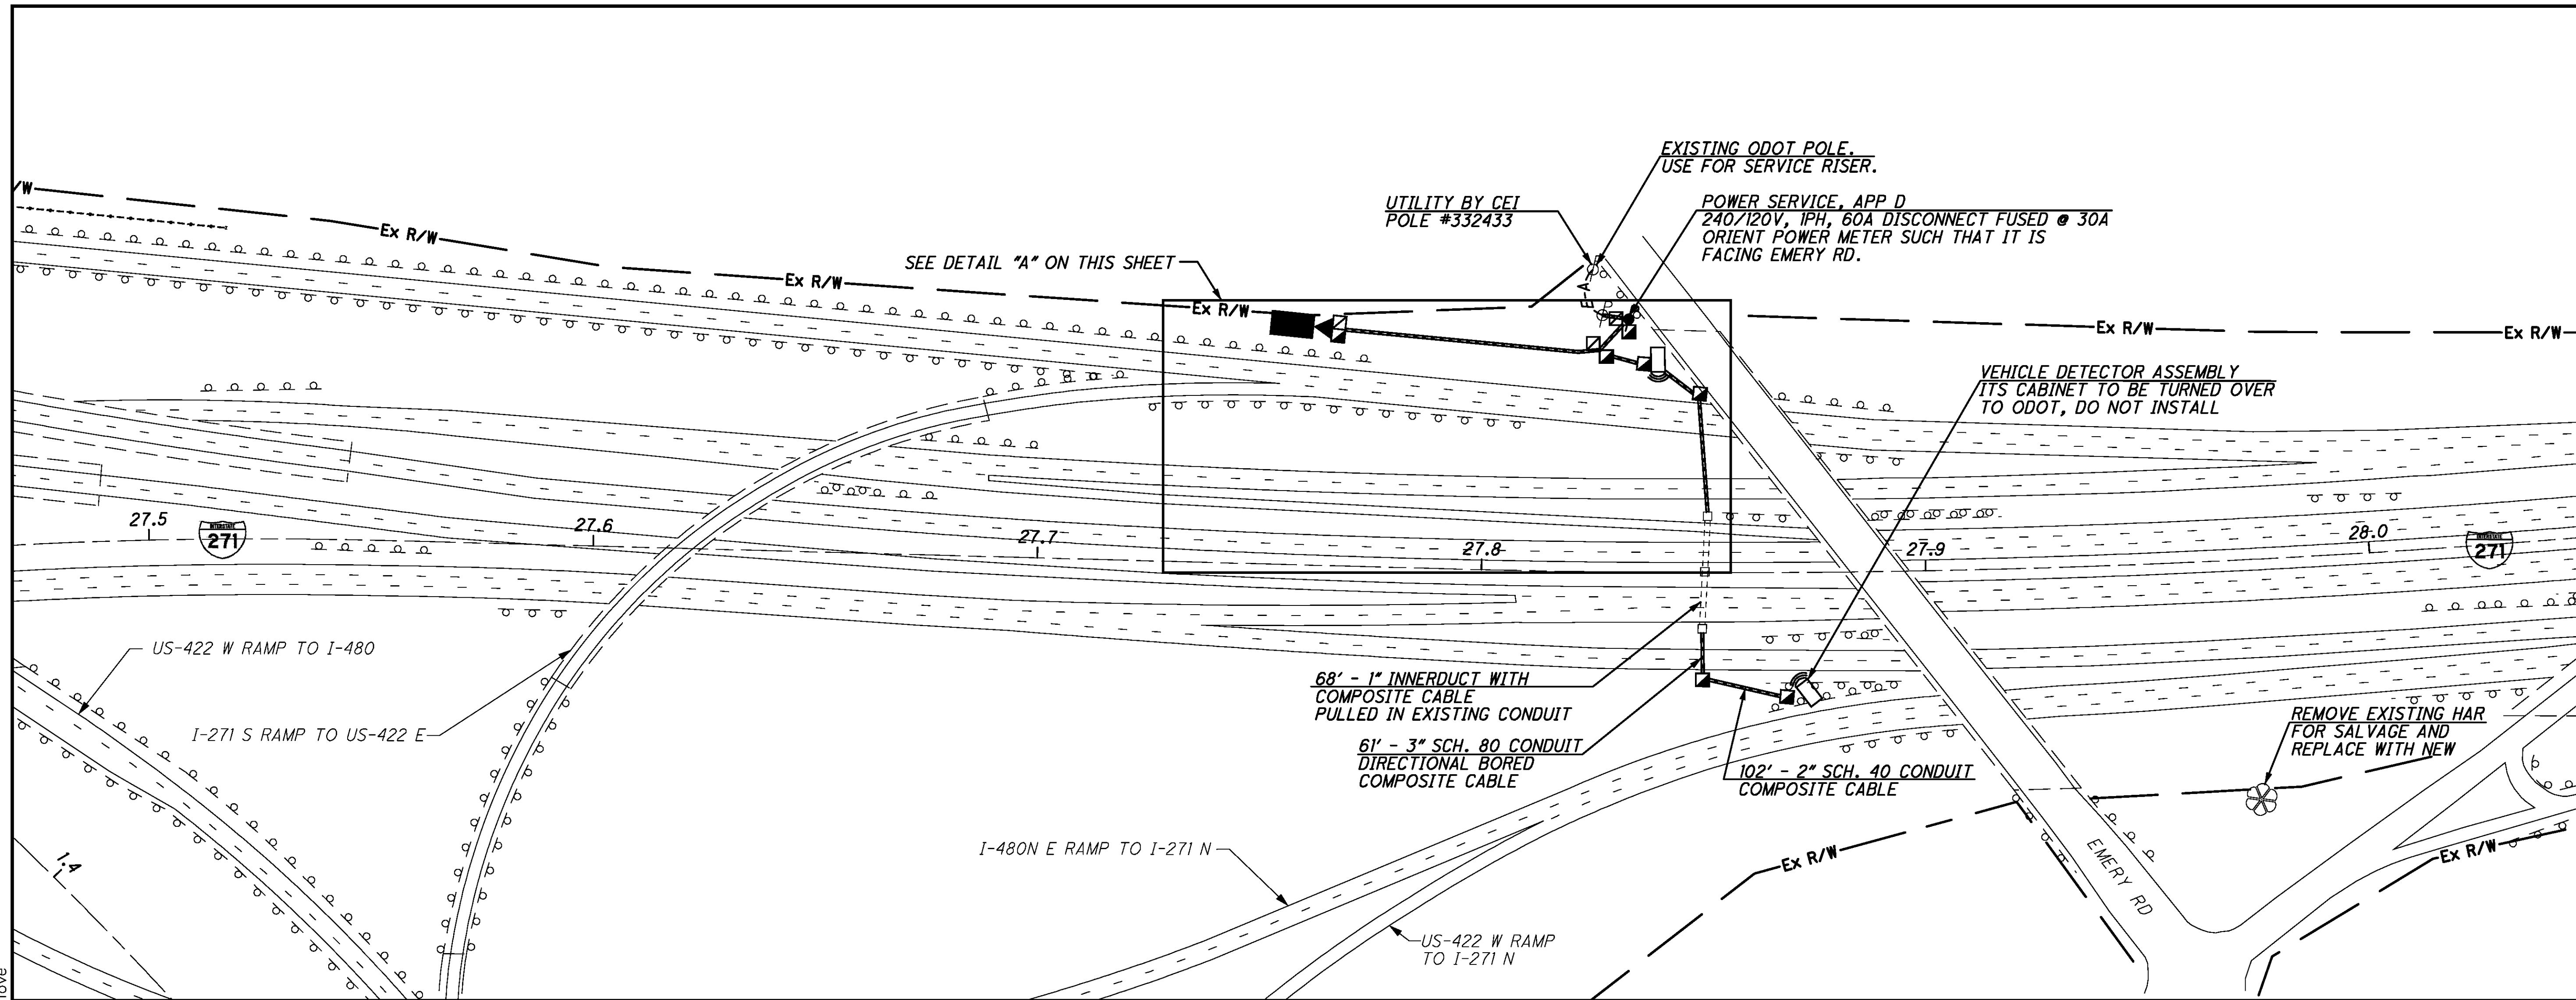 EXISTING ODOT POLE.
USE FOR SERVICE RISER.
UTILITY BY CEI
POLE #332433
POWER SERVICE, APP D
240/120V, 1PH, 60A DISCONNECT FUSED @ 30A
ORIENT POWER METER SUCH THAT IT IS
FACING EMERY RD.
/W
Ex R/W
Ex R/W
SEE DETAIL "A" ON THIS SHEET
Ex R/W
E-A
Ex R/W
Ex R/W
VEHICLE DETECTOR ASSEMBLY
ITS CABINET TO BE TURNED OVER
TO ODOT, DO NOT INSTALL
27.5
INTERSTATE
271
27.6
27.7
27.8
27.9
28.0
INTERSTATE
271
US-422 W RAMP TO I-480
I-271 S RAMP TO US-422 E
68' - 1" INNERDUCT WITH
COMPOSITE CABLE
PULLED IN EXISTING CONDUIT
61' - 3" SCH. 80 CONDUIT
DIRECTIONAL BORED
COMPOSITE CABLE
102' - 2" SCH. 40 CONDUIT
COMPOSITE CABLE
REMOVE EXISTING HAR
FOR SALVAGE AND
REPLACE WITH NEW
I-480N E RAMP TO I-271 N
US-422 W RAMP
TO I-271 N
1.4
Ex R/W
EMERY RD
Ex R/W